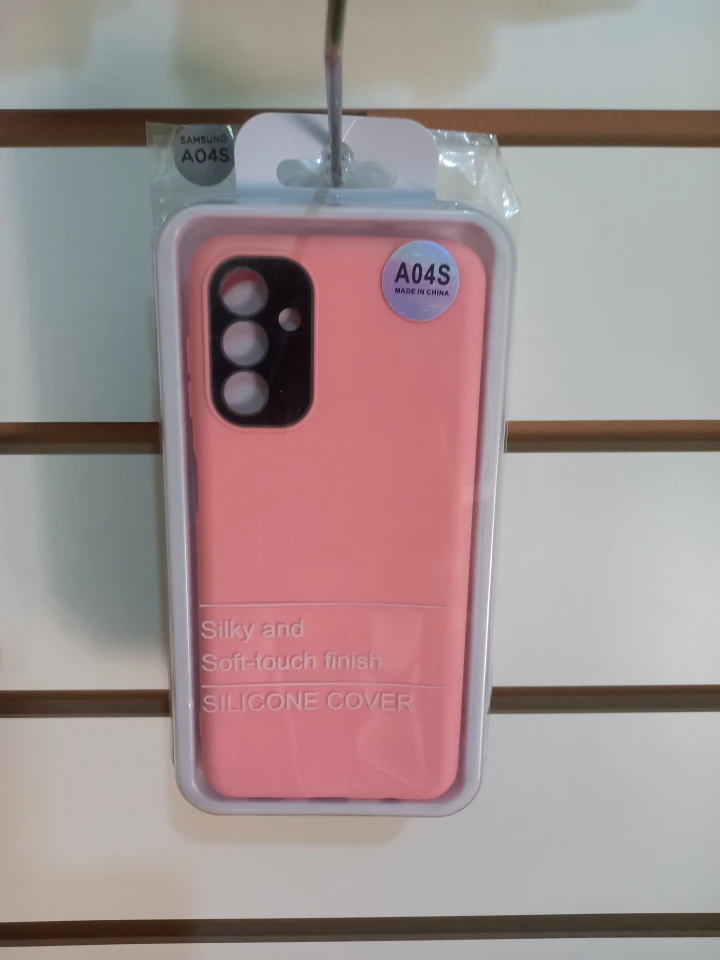 SAMSUNG
A04S
A04S
MADE IN CHINA
Silky and
Soft-touch finish
SILICONE COVER